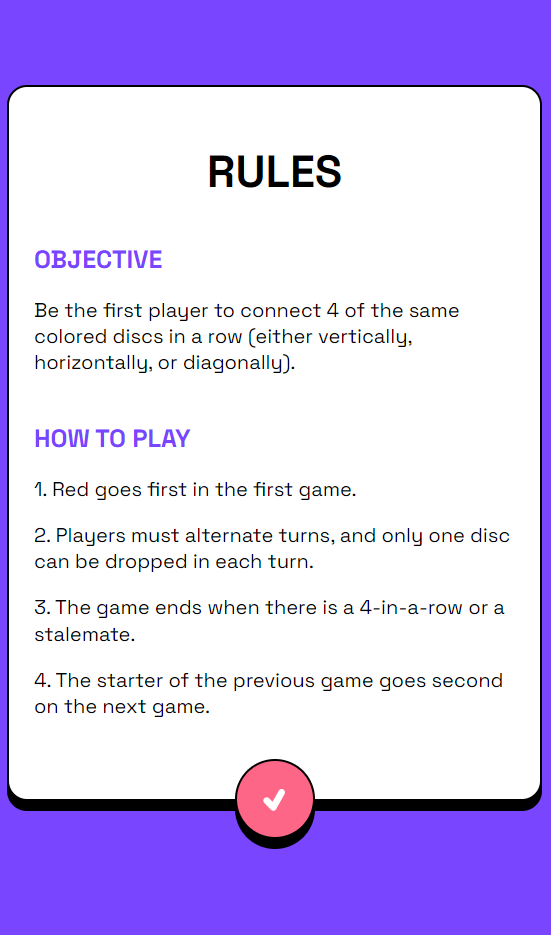 RULES
OBJECTIVE
Be the first player to connect 4 of the same
colored discs in a row (either vertically,
horizontally, or diagonally).
HOW TO PLAY
1. Red goes first in the first game.
2. Players must alternate turns, and only one disc
can be dropped in each turn.
3. The game ends when there is a 4-in-a-row or a
stalemate.
4. The starter of the previous game goes second
on the next game.